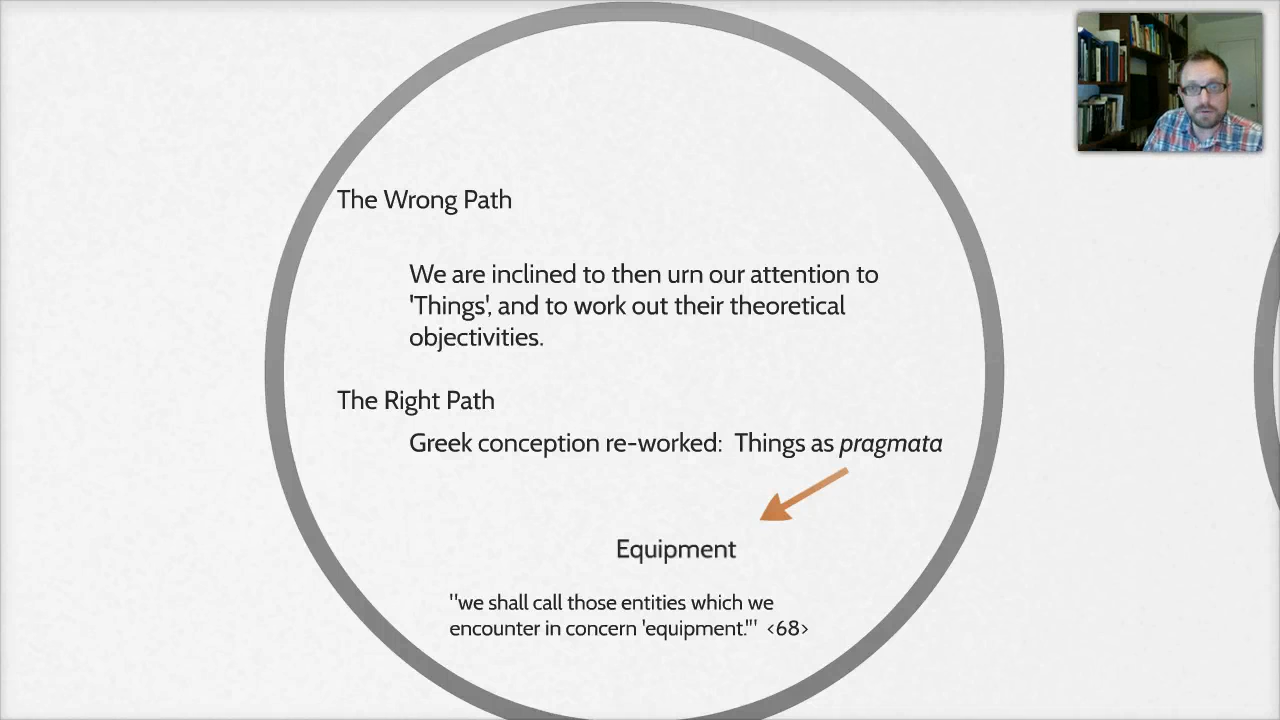 The Wrong Path
We are inclined to then urn our attention to
'Things', and to work out their theoretical
objectivities.
The Right Path
Greek conception re-worked: Things as pragmata
Equipment
"we shall call those entities which we
encounter in concern 'equipment.'" <68>